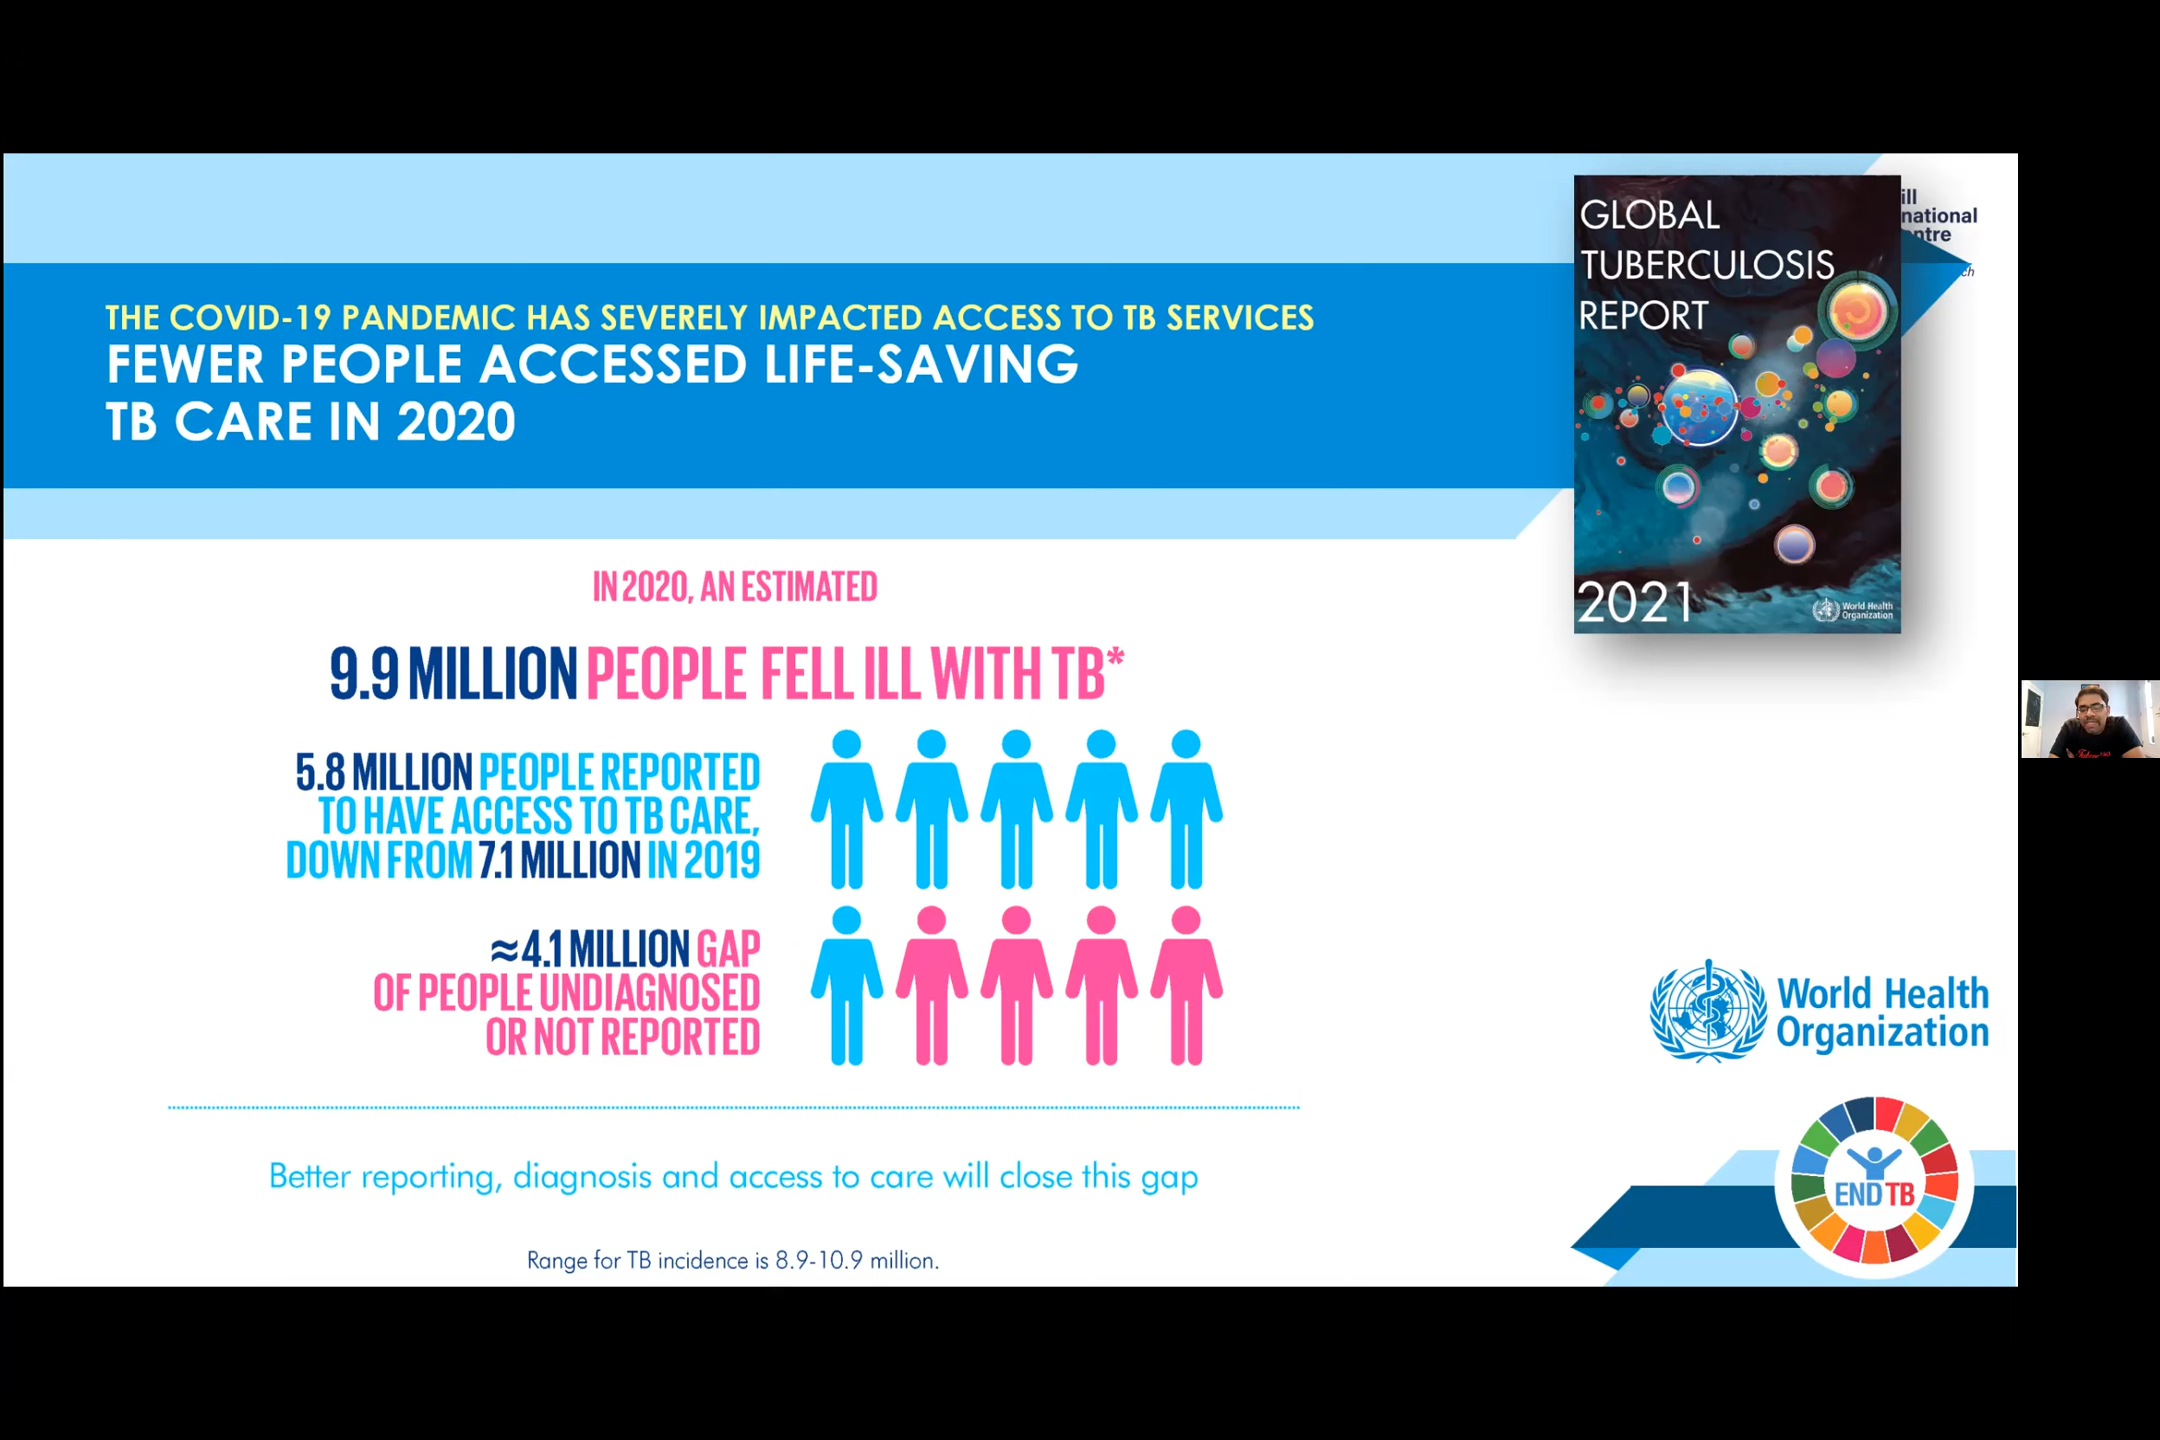 ill
national
ntre
ch
GLOBAL
TUBERCULOSIS
REPORT
2021
World Health
Organization
THE COVID-19 PANDEMIC HAS SEVERELY IMPACTED ACCESS TO TB SERVICES
FEWER PEOPLE ACCESSED LIFE-SAVING
TB CARE IN 2020
IN 2020, AN ESTIMATED
9.9 MILLION PEOPLE FELL ILL WITH TB*
5.8 MILLION PEOPLE REPORTED
TO HAVE ACCESS TO TB CARE,
DOWN FROM 7.1 MILLION IN 2019
≈4.1 MILLION GAP
OF PEOPLE UNDIAGNOSED
OR NOT REPORTED
Better reporting, diagnosis and access to care will close this gap
Range for TB incidence is 8.9-10.9 million.
World Health
Organization
END TB